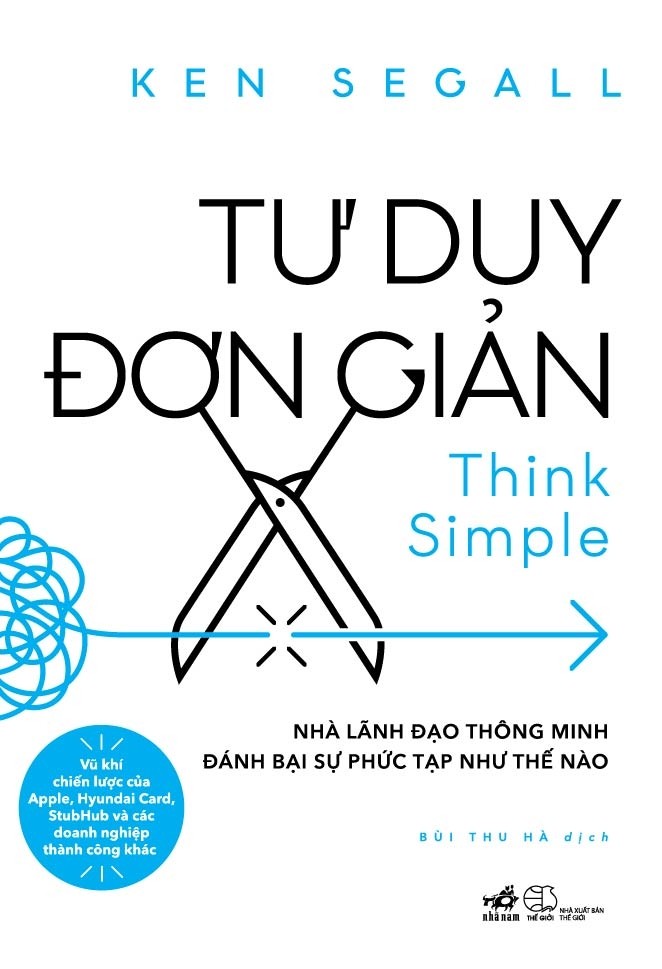 KEN SEGALL
TƯ DUY
ĐƠN GIẢN
Think
Simple
NHÀ LÃNH ĐẠO THÔNG MINH
ĐÁNH BẠI SỰ PHỨC TẠP NHƯ THẾ NÀO
Vũ khí
chiến lược của
Apple, Hyundai Card,
StubHub và các
doanh nghiệp
thành công khác
BÙI THU HÀ dịch
nhã nam
THẾ GIỚI
NHÀ XUẤT BẢN
THẾ GIỚI